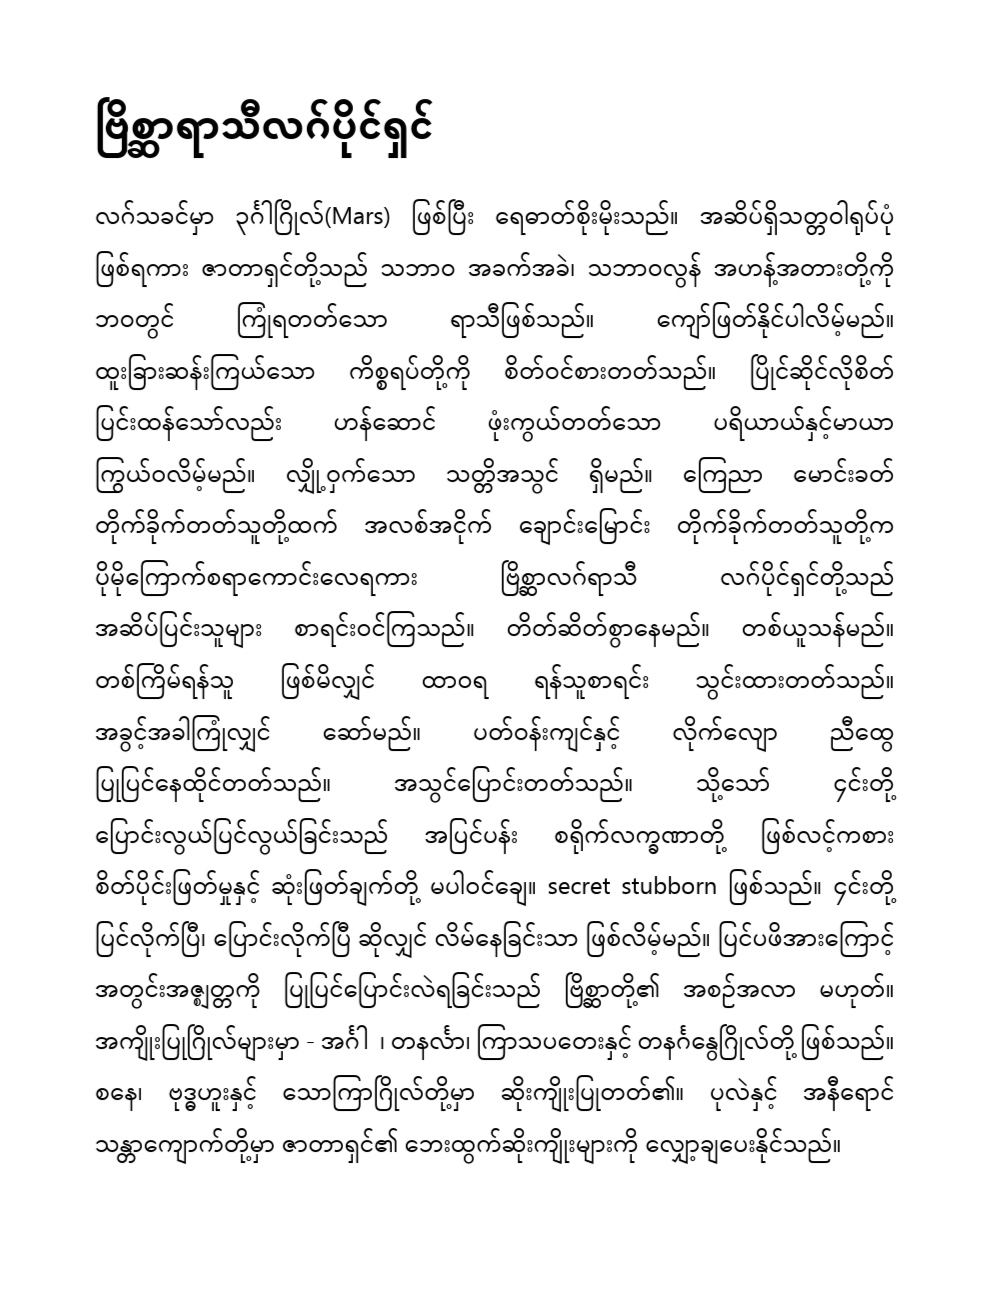 ဗြိစ္ဆာရာသီလဂ်ပိုင်ရှင်
လဂ်သခင်မှာ ၃င်္ဂါဂြိုလ်(Mars) ဖြစ်ပြီး ရေဓာတ်စိုးမိုးသည်။ အဆိပ်ရှိသတ္တဝါရုပ်ပုံ
ဖြစ်ရကား ဇာတာရှင်တို့သည် သဘာဝ အခက်အခဲ၊ သဘာဝလွန် အဟန့်အတားတို့ကို
ဘဝတွင် ကြုံရတတ်သော ရာသီဖြစ်သည်။ ကျော်ဖြတ်နိုင်ပါလိမ့်မည်။
ထူးခြားဆန်းကြယ်သော ကိစ္စရပ်တို့ကို စိတ်ဝင်စားတတ်သည်။ ပြိုင်ဆိုင်လိုစိတ်
ပြင်းထန်သော်လည်း ဟန်ဆောင် ဖုံးကွယ်တတ်သော ပရိယာယ်နှင့်မာယာ
ကြွယ်ဝလိမ့်မည်။ လျှို့ဝှက်သော သတ္တိအသွင် ရှိမည်။ ကြေညာ မောင်းခတ်
တိုက်ခိုက်တတ်သူတို့ထက် အလစ်အငိုက် ချောင်းမြောင်း တိုက်ခိုက်တတ်သူတို့က
ပိုမိုကြောက်စရာကောင်းလေရကား ဗြိစ္ဆာလဂ်ရာသီ လဂ်ပိုင်ရှင်တို့သည်
အဆိပ်ပြင်းသူများ စာရင်းဝင်ကြသည်။ တိတ်ဆိတ်စွာနေမည်။ တစ်ယူသန်မည်။
တစ်ကြိမ်ရန်သူ ဖြစ်မိလျှင် ထာဝရ ရန်သူစာရင်း သွင်းထားတတ်သည်။
အခွင့်အခါကြုံလျှင် ဆော်မည်။ ပတ်ဝန်းကျင်နှင့် လိုက်လျော ညီထွေ
ပြုပြင်နေထိုင်တတ်သည်။ အသွင်ပြောင်းတတ်သည်။ သို့သော် ၄င်းတို့
ပြောင်းလွယ်ပြင်လွယ်ခြင်းသည် အပြင်ပန်း စရိုက်လက္ခဏာတို့ ဖြစ်လင့်ကစား
စိတ်ပိုင်းဖြတ်မှုနှင့် ဆုံးဖြတ်ချက်တို့ မပါဝင်ချေ။ secret stubborn ဖြစ်သည်။ ၄င်းတို့
ပြင်လိုက်ပြီ၊ ပြောင်းလိုက်ပြီ ဆိုလျှင် လိမ်နေခြင်းသာ ဖြစ်လိမ့်မည်။ ပြင်ပဖိအားကြောင့်
အတွင်းအဇ္ဈတ္တကို ပြုပြင်ပြောင်းလဲရခြင်းသည် ဗြိစ္ဆာတို့၏ အစဉ်အလာ မဟုတ်။
အကျိုးပြုဂြိုလ်များမှာ - အင်္ဂါ ၊ တနင်္လာ၊ ကြာသပတေးနှင့် တနင်္ဂနွေဂြိုလ်တို့ ဖြစ်သည်။
စနေ၊ ဗုဒ္ဓဟူးနှင့် သောကြာဂြိုလ်တို့မှာ ဆိုးကျိုးပြုတတ်၏။ ပုလဲနှင့် အနီရောင်
သန္တာကျောက်တို့မှာ ဇာတာရှင်၏ ဘေးထွက်ဆိုးကျိုးများကို လျှော့ချပေးနိုင်သည်။